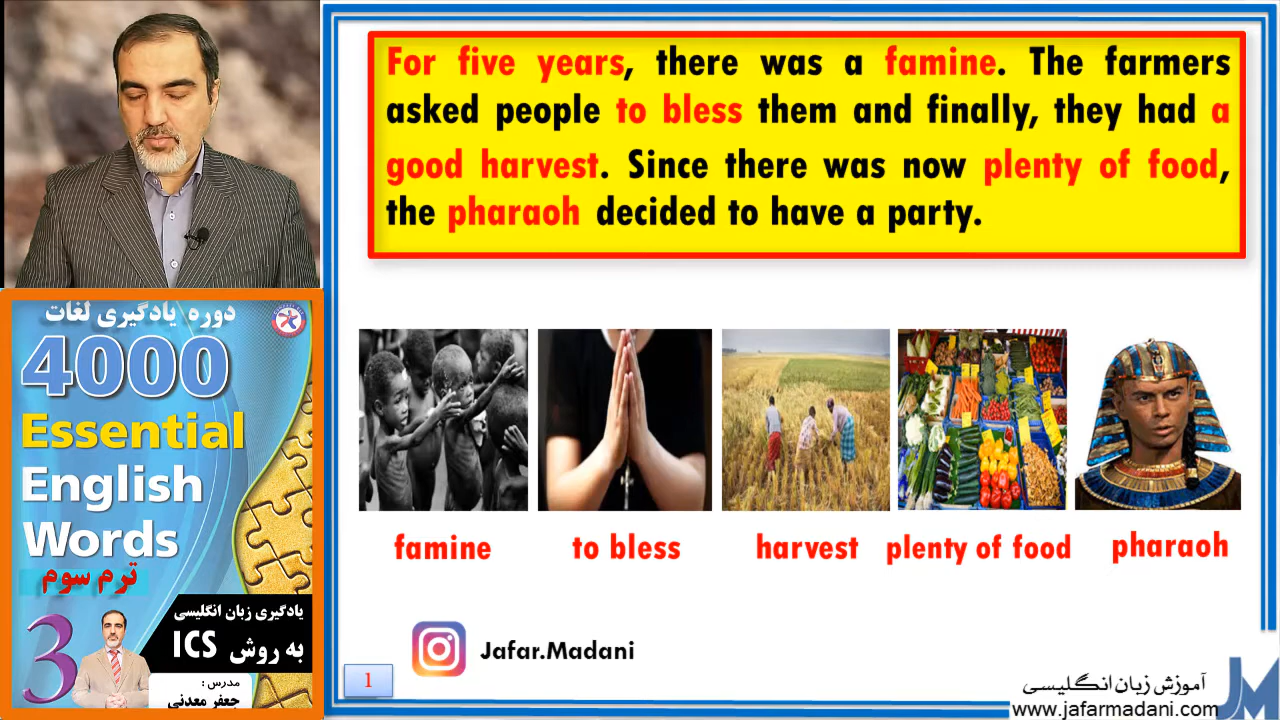 For five years, there was a famine. The farmers
asked people to bless them and finally, they had a
good harvest. Since there was now plenty of food,
the pharaoh decided to have a party.
famine
to bless
harvest
plenty of food
pharaoh
Jafar.Madani
1
آموزش زبان انگلیسی
www.jafarmadani.com
JM
دوره یادگیری لغات
4000
Essential
English
Words
ترم سوم
3
یادگیری زبان انگلیسی
به روش ICS
مدرس :
جعفر معدنی